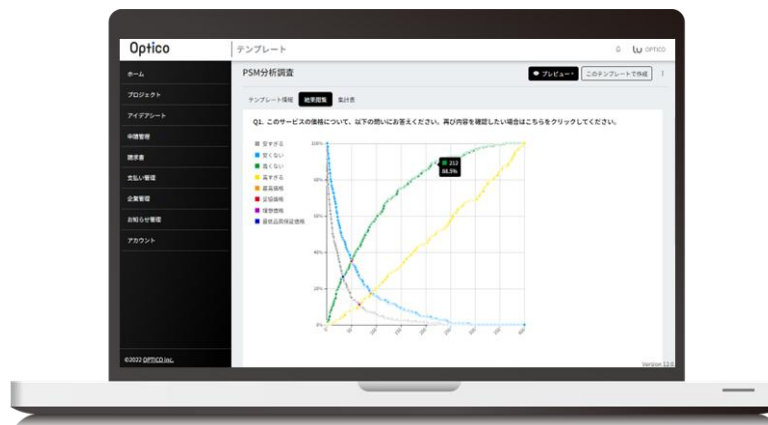 Optico
テンプレート
OPTICO
ホーム
プロジェクト
アイデアシート
申請管理
請求書
支払い管理
企業管理
お知らせ管理
アカウント
©2022 OPTICO inc.
PSM分析調査
プレビュー
このテンプレートで作成
テンプレート情報 結果閲覧 集計表
Q1. このサービスの価格について、以下の問いにお答えください。再び内容を確認したい場合はこちらをクリックしてください。
安すぎる
安くない
高くない
高すぎる
最高価格
妥協価格
理想価格
最低品質保証価格
100%
80%
60%
40%
20%
0%
212
88.5%